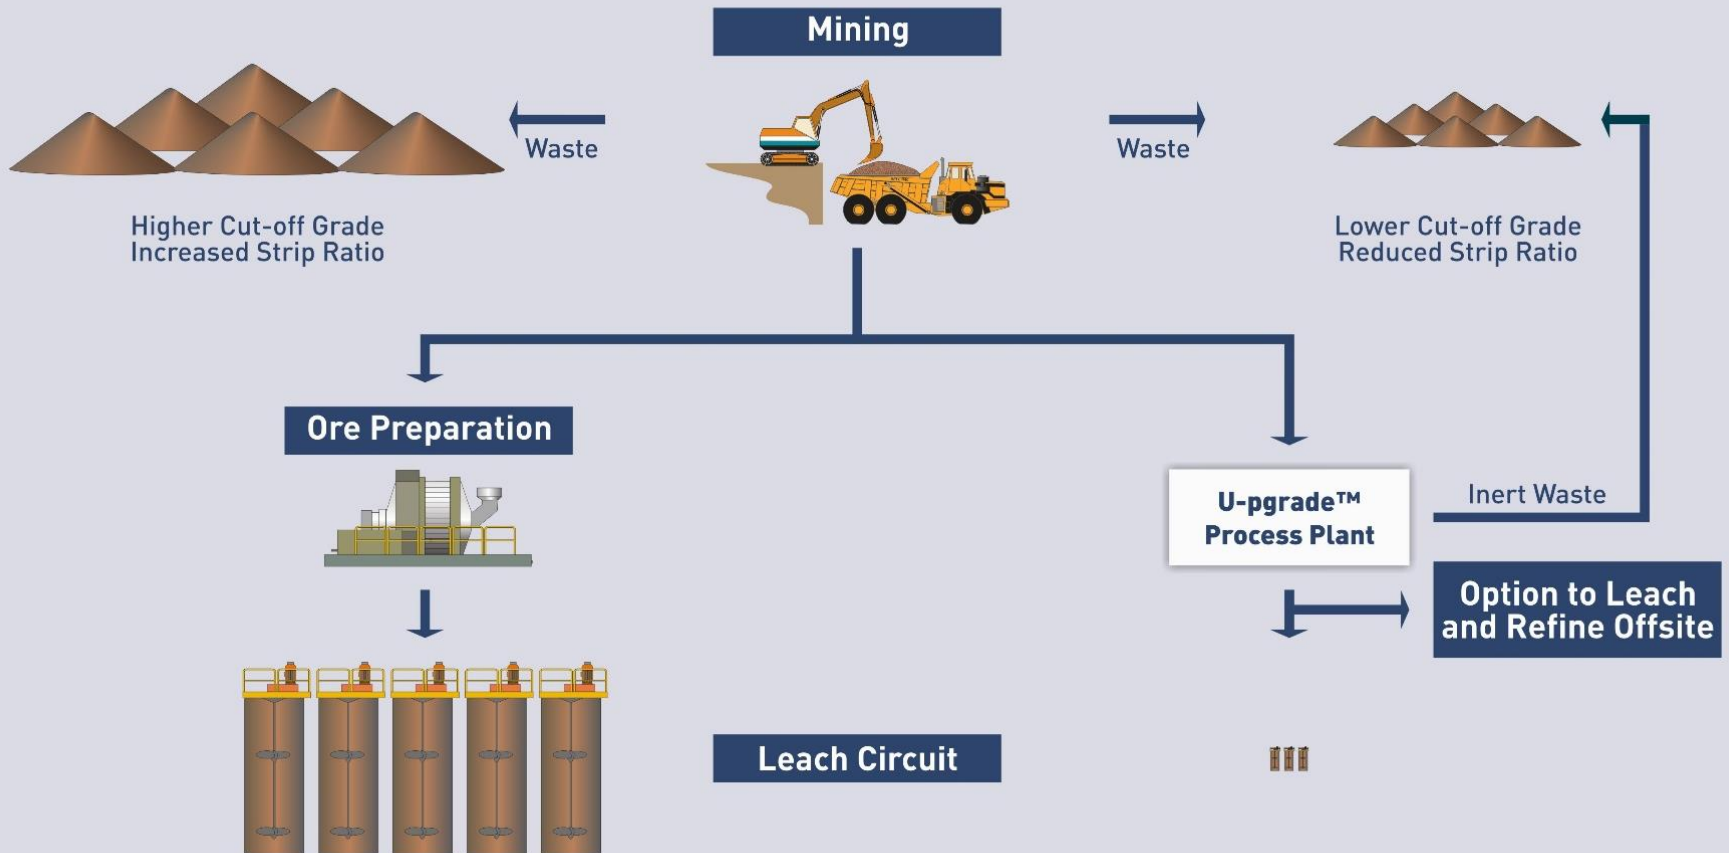 Mining
Waste
Waste
Higher Cut-off Grade
Increased Strip Ratio
Lower Cut-off Grade
Reduced Strip Ratio
Ore Preparation
U-pgrade™
Process Plant
Inert Waste
Option to Leach
and Refine Offsite
Leach Circuit